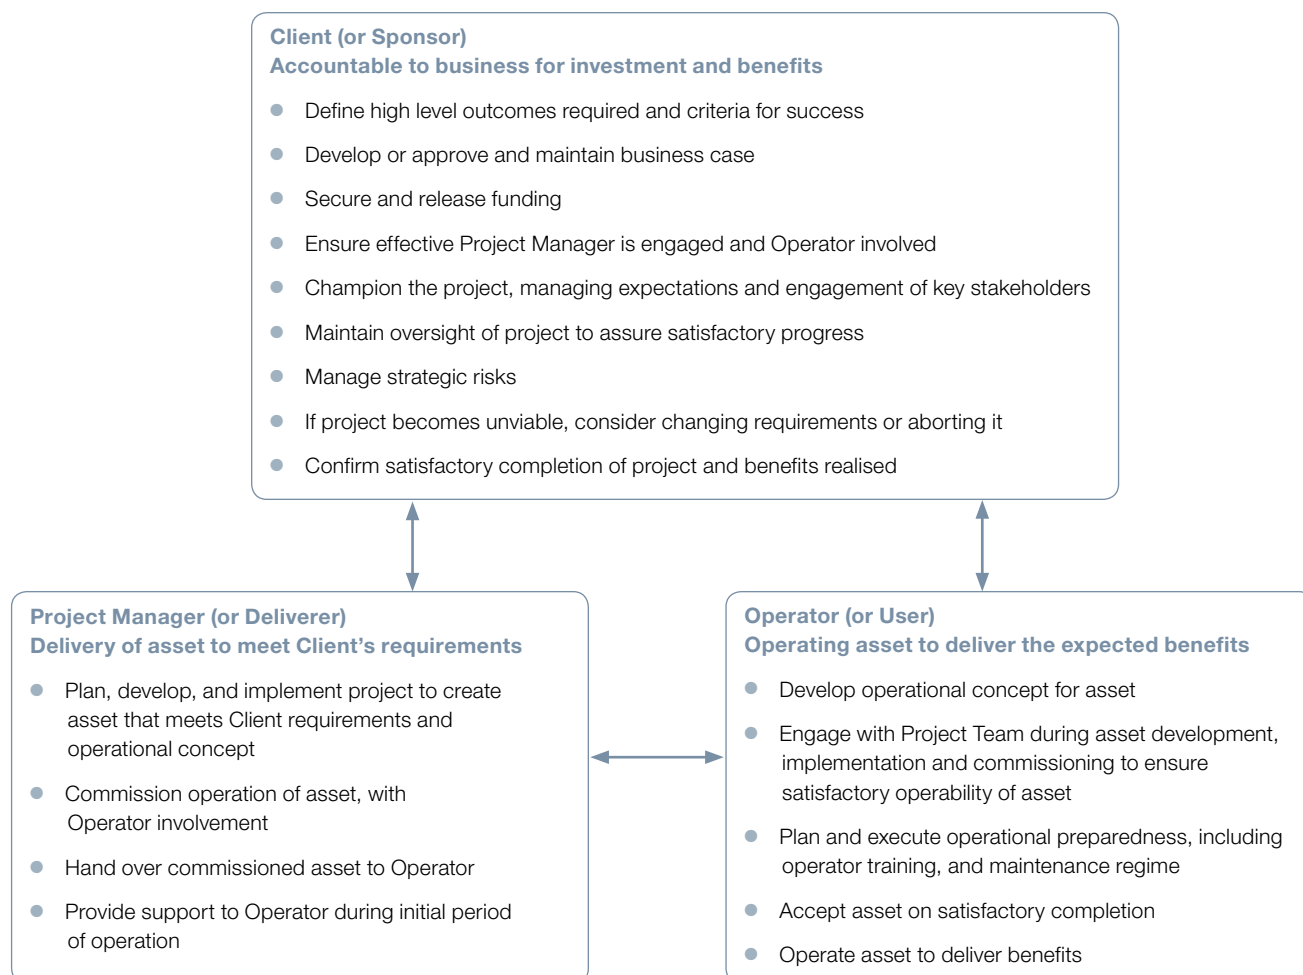 Client (or Sponsor)
Accountable to business for investment and benefits
● Define high level outcomes required and criteria for success
● Develop or approve and maintain business case
● Secure and release funding
● Ensure effective Project Manager is engaged and Operator involved
● Champion the project, managing expectations and engagement of key stakeholders
● Maintain oversight of project to assure satisfactory progress
● Manage strategic risks
● If project becomes unviable, consider changing requirements or aborting it
● Confirm satisfactory completion of project and benefits realised
Project Manager (or Deliverer)
Delivery of asset to meet Client's requirements
● Plan, develop, and implement project to create
asset that meets Client requirements and
operational concept
● Commission operation of asset, with
Operator involvement
● Hand over commissioned asset to Operator
● Provide support to Operator during initial period
of operation
Operator (or User)
Operating asset to deliver the expected benefits
● Develop operational concept for asset
● Engage with Project Team during asset development,
implementation and commissioning to ensure
satisfactory operability of asset
● Plan and execute operational preparedness, including
operator training, and maintenance regime
● Accept asset on satisfactory completion
● Operate asset to deliver benefits